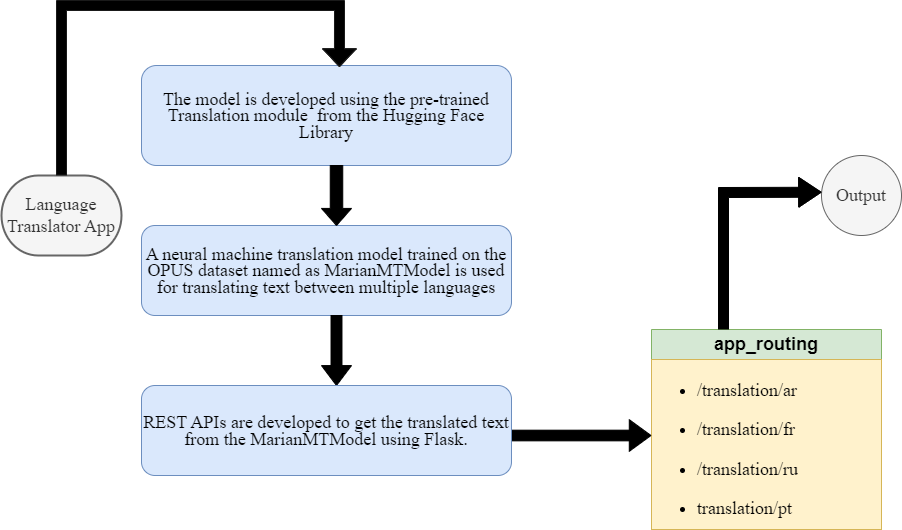 Language
Translator App
The model is developed using the pre-trained
Translation module from the Hugging Face
Library
A neural machine translation model trained on the
OPUS dataset named as MarianMTModel is used
for translating text between multiple languages
REST APIs are developed to get the translated text
from the MarianMTModel using Flask.
app_routing
• /translation/ar
• /translation/fr
• /translation/ru
• translation/pt
Output